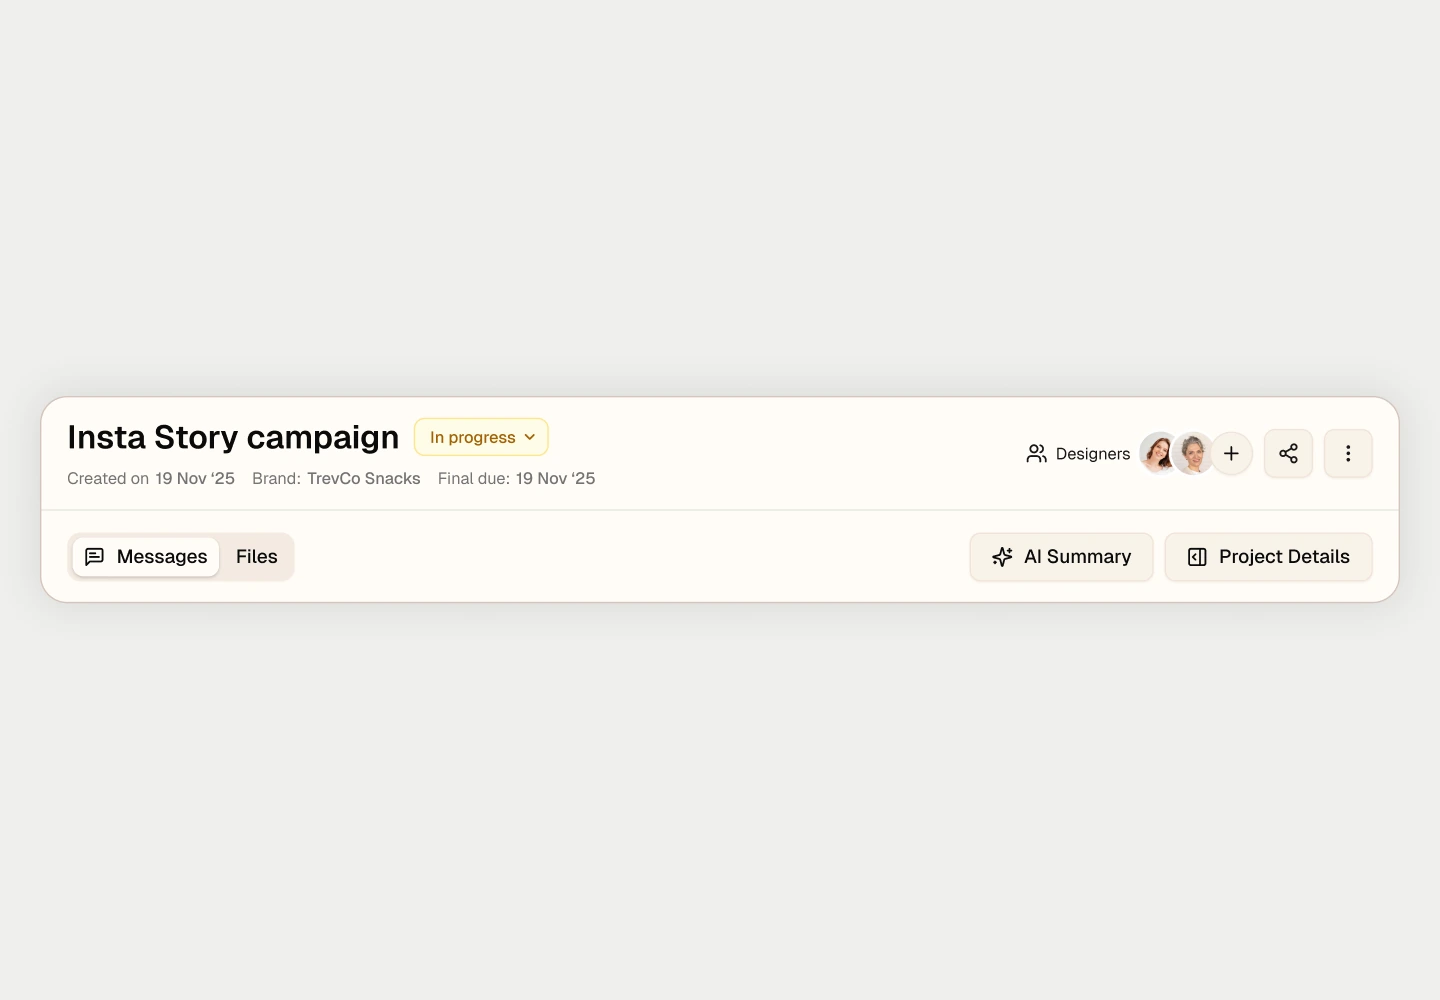 Insta Story campaign In progress
Created on 19 Nov ‘25 Brand: TrevCo Snacks Final due: 19 Nov ‘25
Designers
Messages Files
AI Summary Project Details